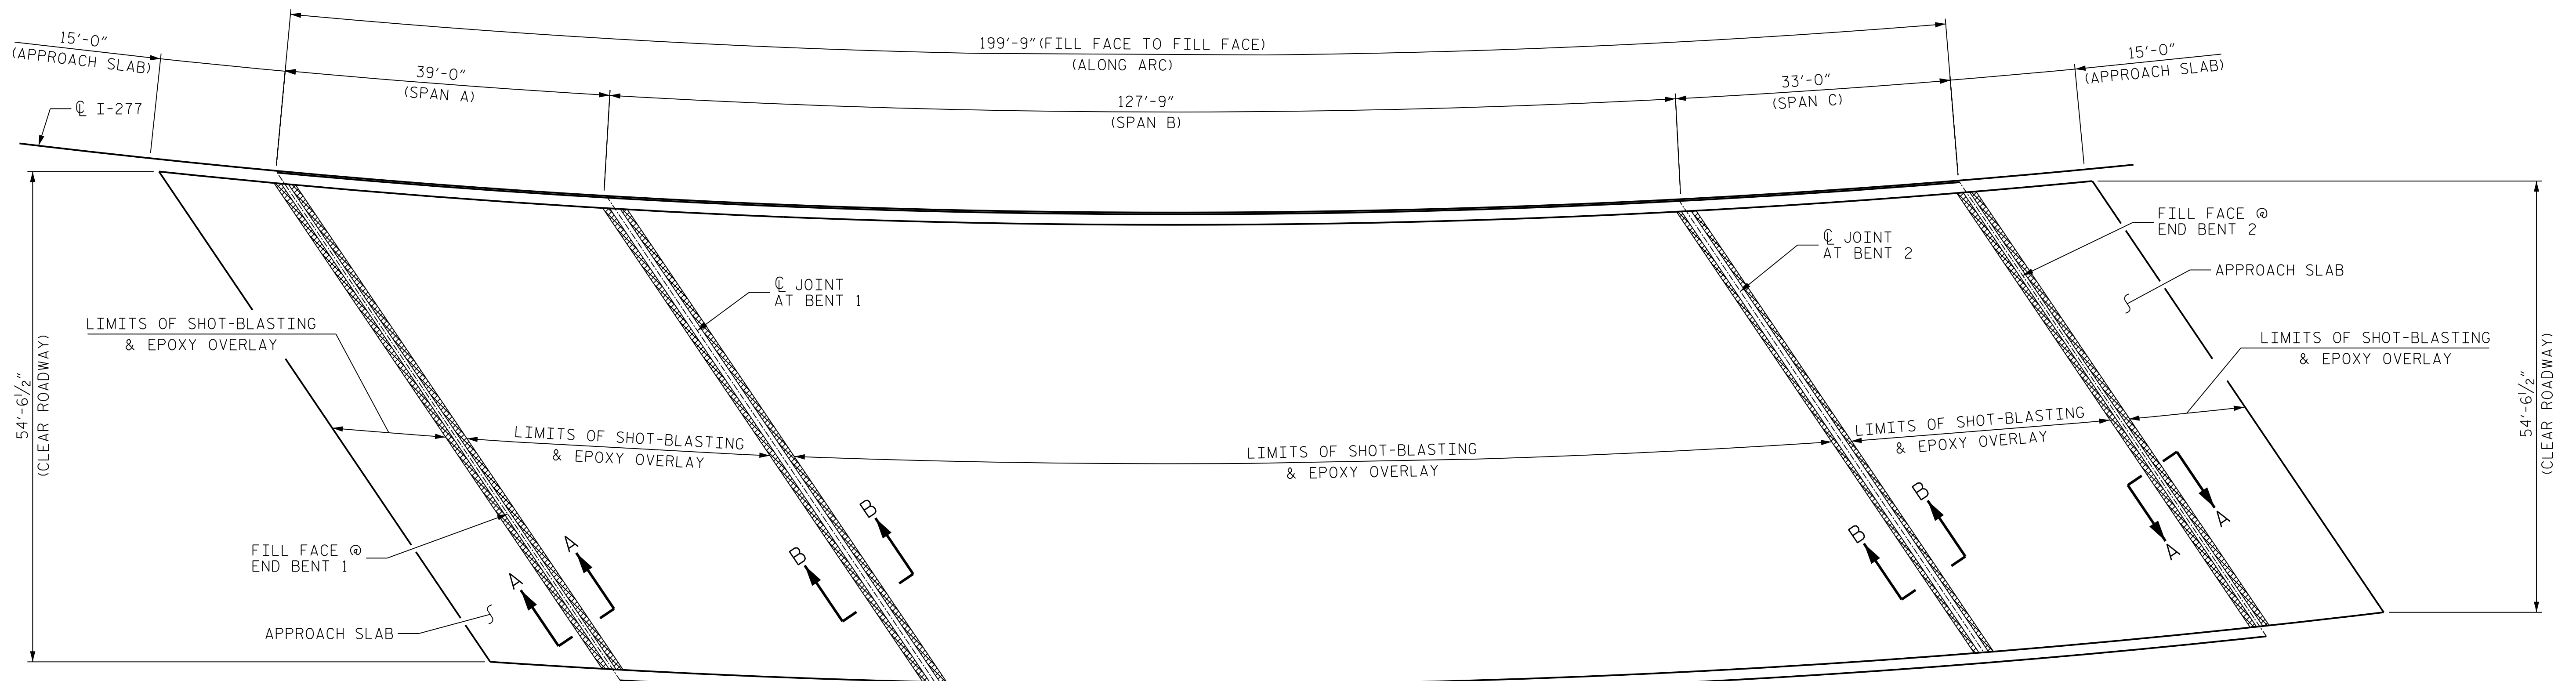 199'-9"(FILL FACE TO FILL FACE)
(ALONG ARC)
15'-0"
(APPROACH SLAB)
39'-0"
(SPAN A)
127'-9"
(SPAN B)
33'-0"
(SPAN C)
15'-0"
(APPROACH SLAB)
℄ I-277
FILL FACE @
END BENT 2
℄ JOINT
AT BENT 2
APPROACH SLAB
℄ JOINT
AT BENT 1
LIMITS OF SHOT-BLASTING
& EPOXY OVERLAY
LIMITS OF SHOT-BLASTING
& EPOXY OVERLAY
54'-6½"
(CLEAR ROADWAY)
54'-6½"
(CLEAR ROADWAY)
LIMITS OF SHOT-BLASTING
& EPOXY OVERLAY
LIMITS OF SHOT-BLASTING
& EPOXY OVERLAY
LIMITS OF SHOT-BLASTING
& EPOXY OVERLAY
B
B
B
B
A
A
A
A
FILL FACE @
END BENT 1
APPROACH SLAB